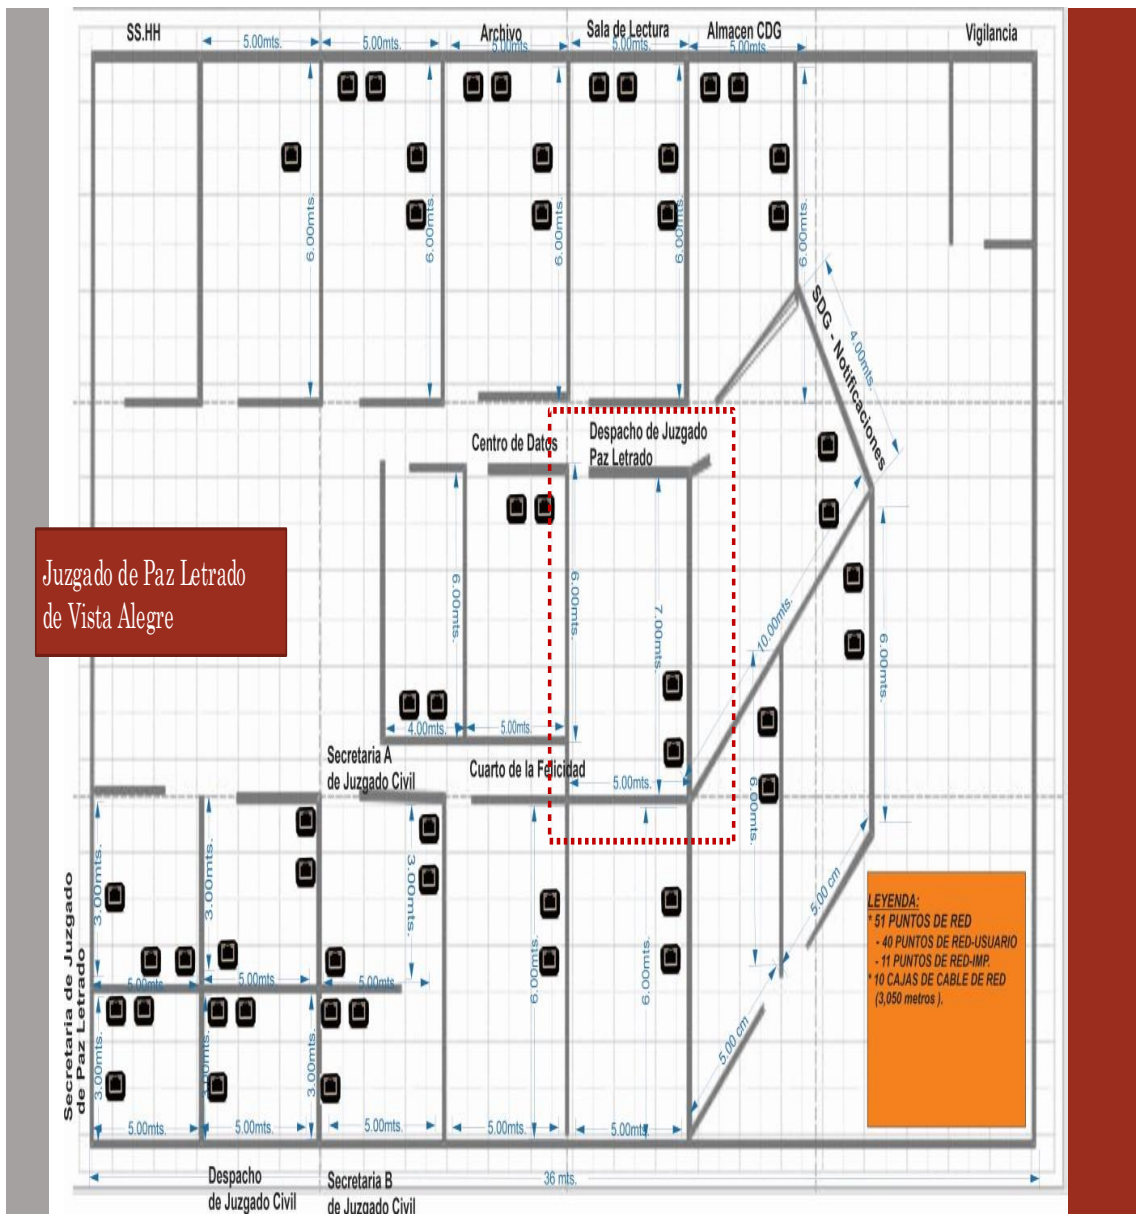 SS.HH
Archivo
Sala de Lectura
Almacen CDG
Vigilancia
5.00mts.
5.00mts.
5.00mts.
5.00mts.
5.00mts.
6.00mts.
6.00mts.
6.00mts.
6.00mts.
6.00mts.
SDG - Notificaciones
4.00mts.
Centro de Datos
Despacho de Juzgado
Paz Letrado
Juzgado de Paz Letrado
de Vista Alegre
6.00mts.
6.00mts.
7.00mts.
10.00mts.
6.00mts.
4.00mts.
5.00mts.
Secretaria A
de Juzgado Civil
Cuarto de la Felicidad
5.00mts.
6.00mts.
3.00mts.
3.00mts.
3.00mts.
6.00mts.
6.00mts.
5.00 cm
Secretaria de Juzgado
de Paz Letrado
5.00mts.
5.00mts
5.00mts.
3.00mts.
3.00mts.
3.00mts.
5.00 cm
LEYENDA:
* 51 PUNTOS DE RED
- 40 PUNTOS DE RED-USUARIO
- 11 PUNTOS DE RED-IMP.
* 10 CAJAS DE CABLE DE RED
(3,050 metros ).
5.00mts.
5.00mts.
5.00mts.
5.00mts.
5.00mts.
36 mts.
Despacho
de Juzgado Civil
Secretaria B
de Juzgado Civil